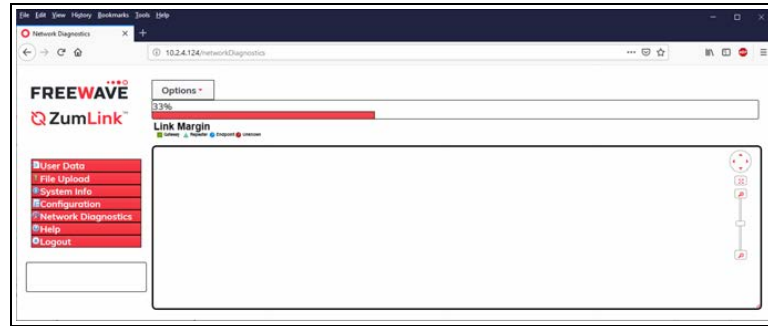 File Edit View History Bookmarks Tools Help
Network Diagnostics
10.2.4.124/networkDiagnostics
FREEWAVE
ZumLink™
Options
33%
Link Margin
Gateway Repeater Endpoint Unknown
User Data
File Upload
System Info
Configuration
Network Diagnostics
Help
Logout